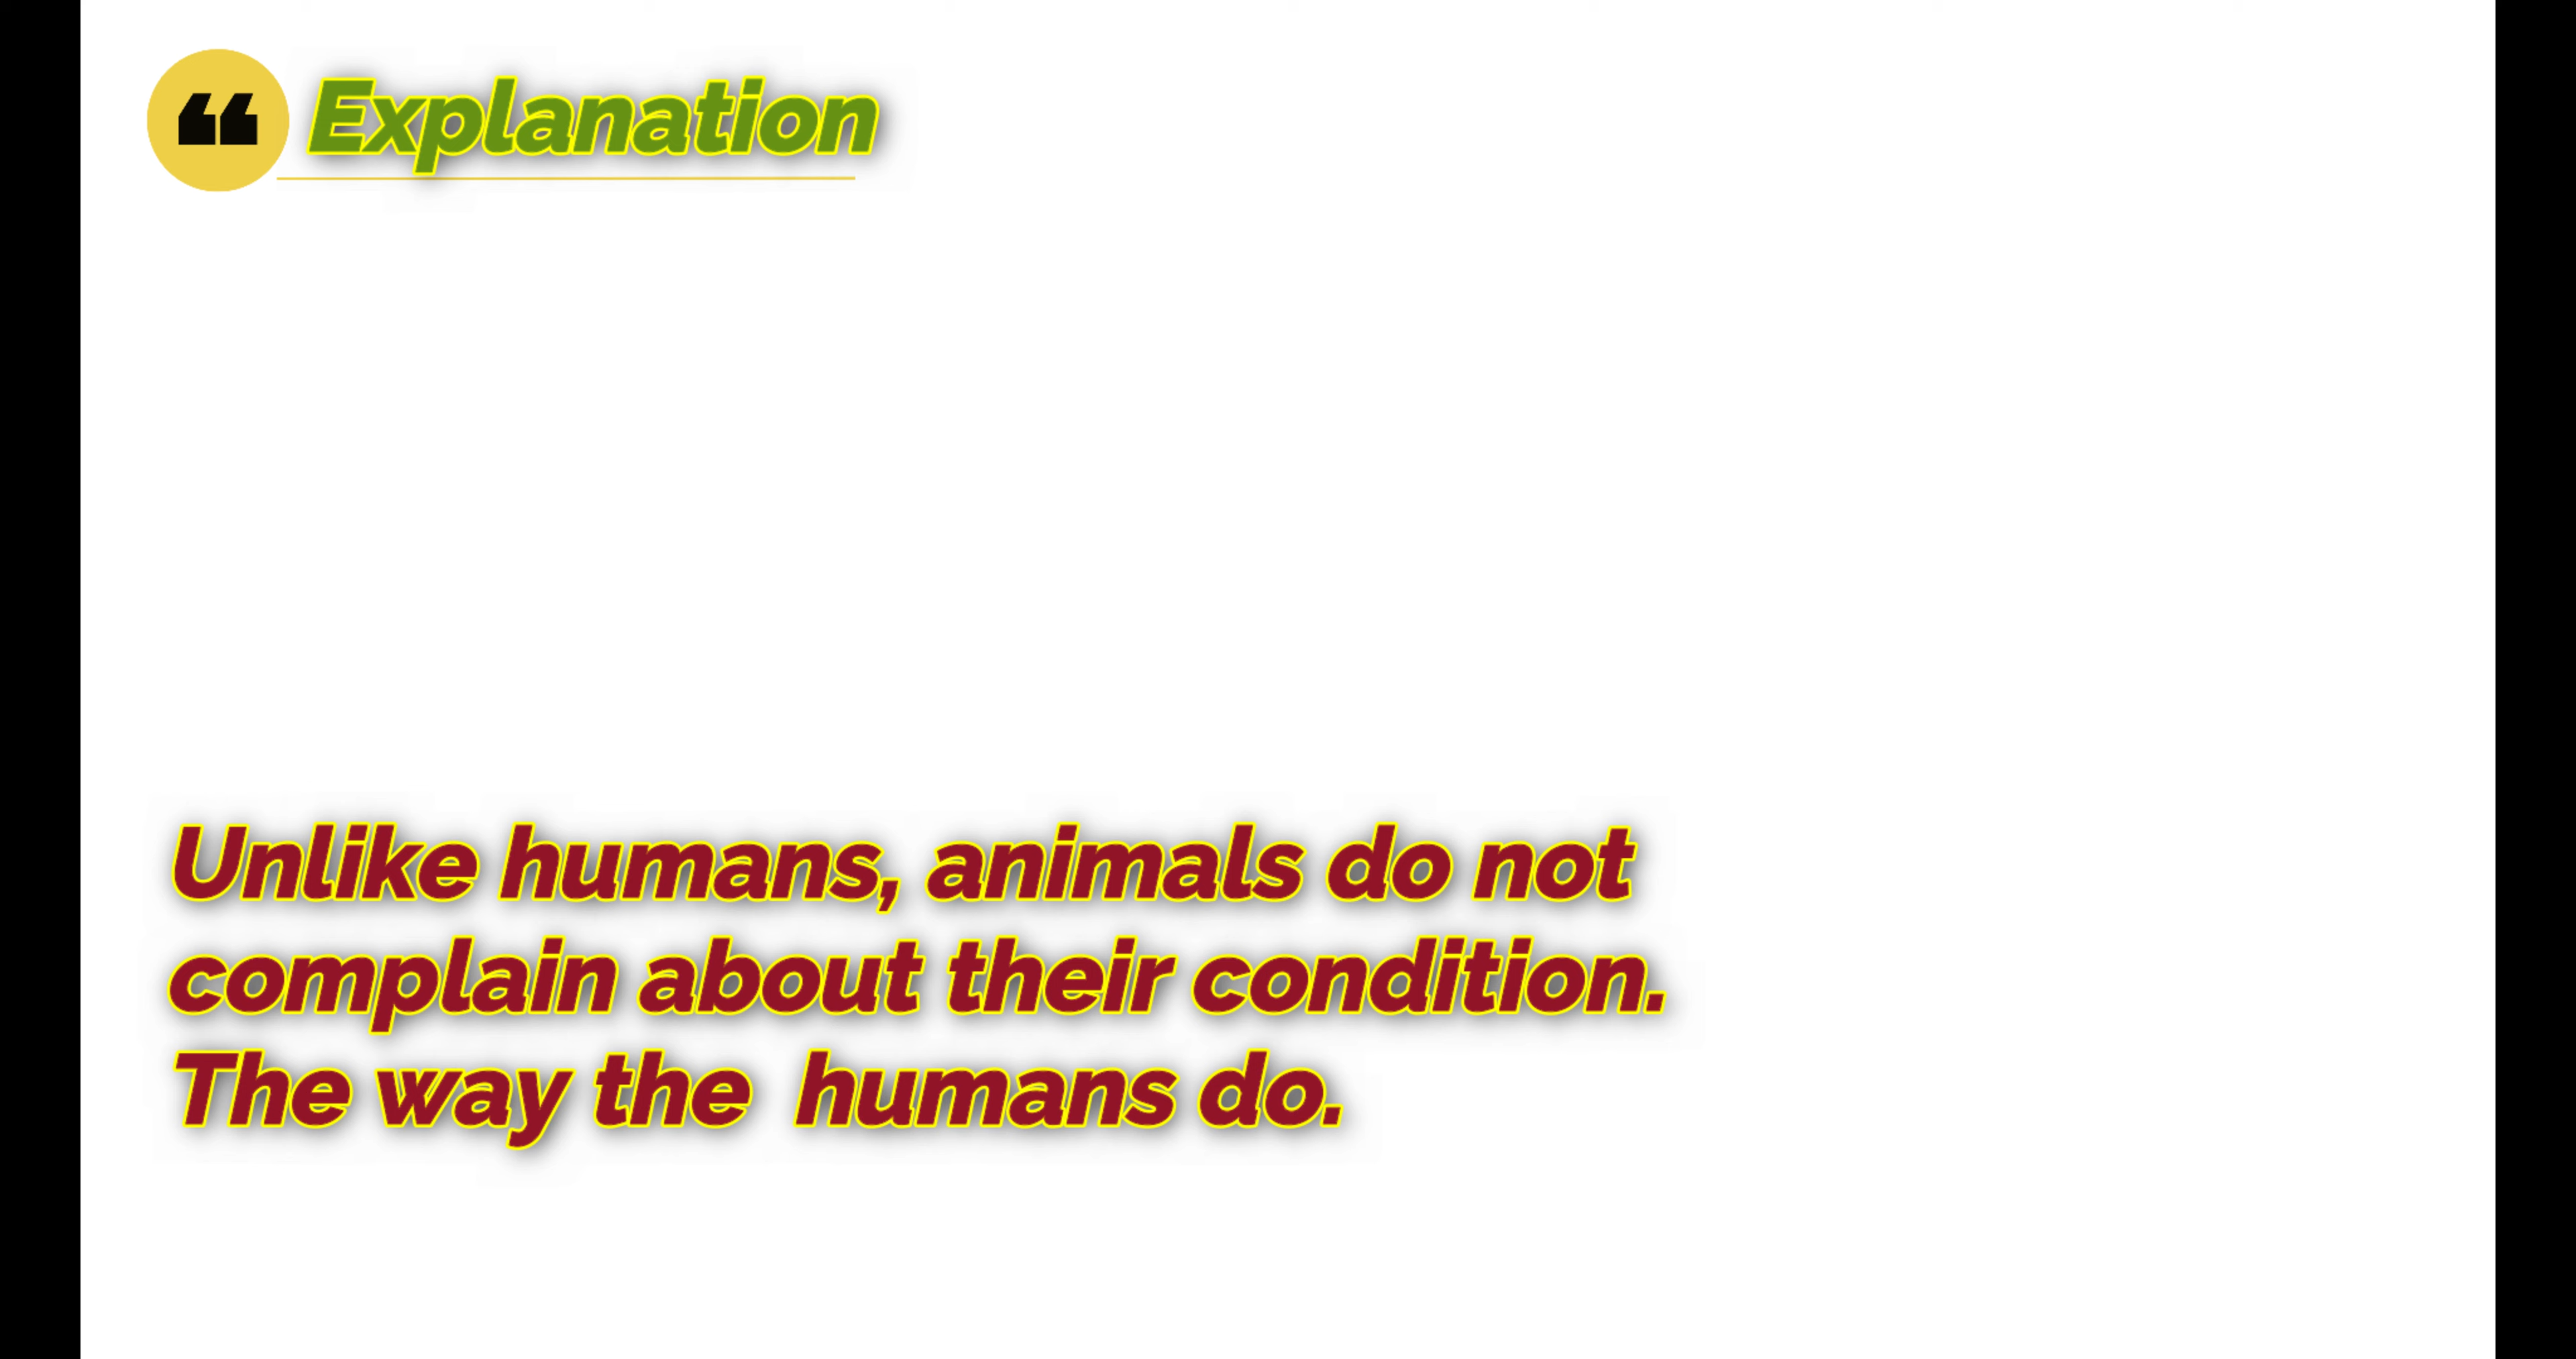 ❝ Explanation
Unlike humans, animals do not
complain about their condition.
The way the  humans do.